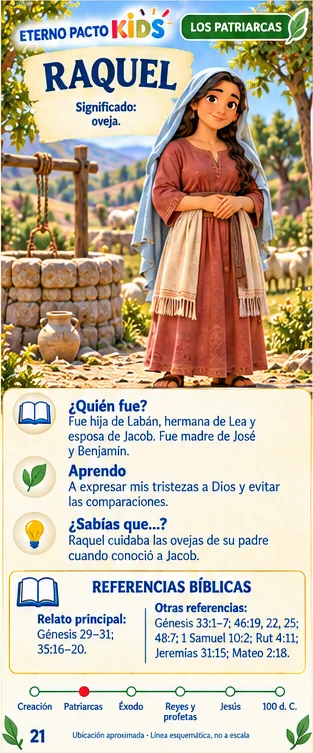 ETERNO PACTO KIDS
LOS PATRIARCAS
RAQUEL
Significado:
oveja.
¿Quién fue?
Fue hija de Labán, hermana de Lea y
esposa de Jacob. Fue madre de José
y Benjamín.
Aprendo
A expresar mis tristezas a Dios y evitar
las comparaciones.
¿Sabías que...?
Raquel cuidaba las ovejas de su padre
cuando conoció a Jacob.
REFERENCIAS BÍBLICAS
Relato principal:
Génesis 29–31;
35:16–20.
Otras referencias:
Génesis 33:1–7; 46:19, 22, 25;
48:7; 1 Samuel 10:2; Rut 4:11;
Jeremías 31:15; Mateo 2:18.
Creación
Patriarcas
Éxodo
Reyes y
profetas
Jesús
100 d. C.
21
Ubicación aproximada • Línea esquemática, no a escala